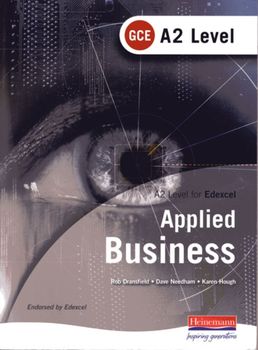 GCE A2 Level
A2 Level for Edexcel
Applied
Business
Rob Dransfield • Dave Needham • Karen Hough
Endorsed by Edexcel
Heinemann
Inspiring generations